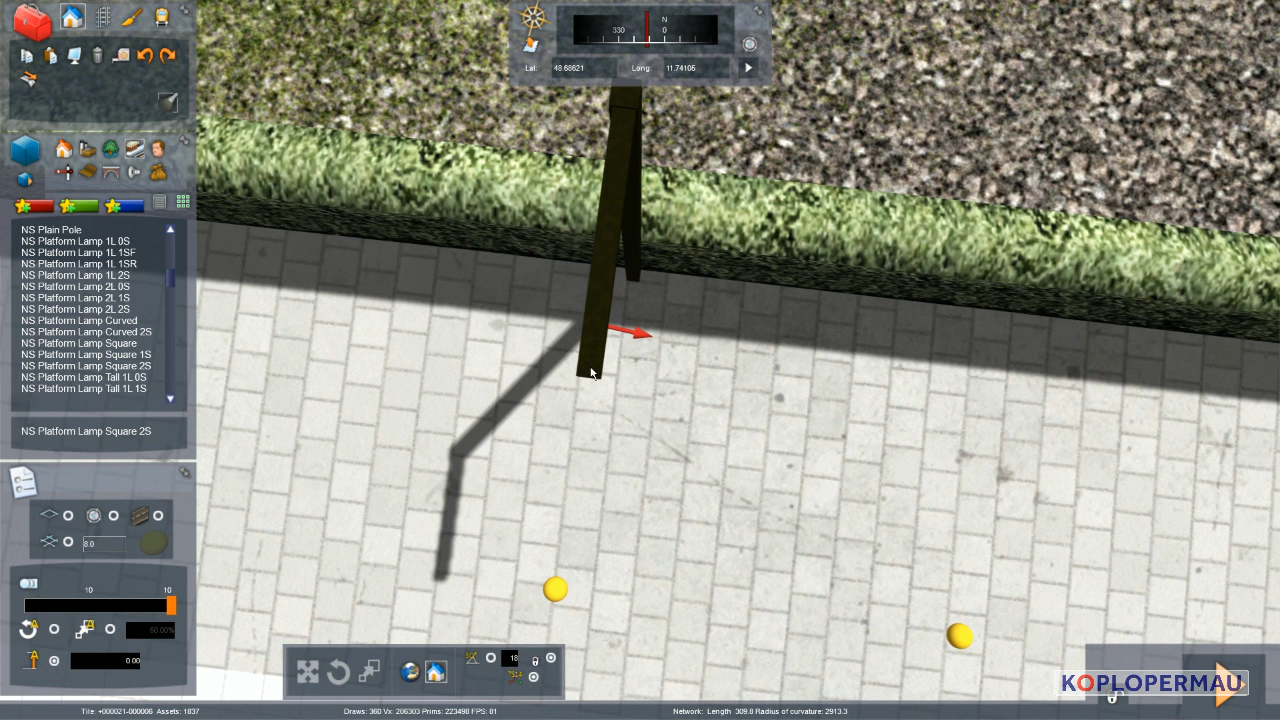 N
330 0
Lat: 48.68621 Long: 11.74105
NS Plain Pole
NS Platform Lamp 1L 0S
NS Platform Lamp 1L 1SF
NS Platform Lamp 1L 1SR
NS Platform Lamp 1L 2S
NS Platform Lamp 2L 0S
NS Platform Lamp 2L 1S
NS Platform Lamp 2L 2S
NS Platform Lamp Curved
NS Platform Lamp Curved 2S
NS Platform Lamp Square
NS Platform Lamp Square 1S
NS Platform Lamp Square 2S
NS Platform Lamp Tall 1L 0S
NS Platform Lamp Tall 1L 1S
NS Platform Lamp Square 2S
8.0
10 10
50.00%
0.00
18
KOPLOPERMAU
Tile: +000021-000006 Assets: 1837 Draws: 360 Vx: 206303 Prims: 223498 FPS: 81 Network: Length 309.8 Radius of curvature: 2913.3